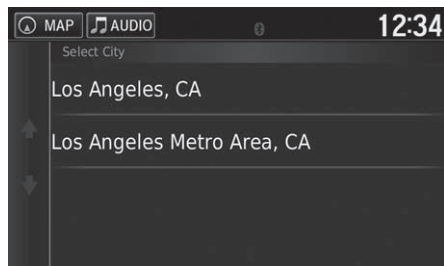 MAP AUDIO 12:34
Select City
Los Angeles, CA
Los Angeles Metro Area, CA